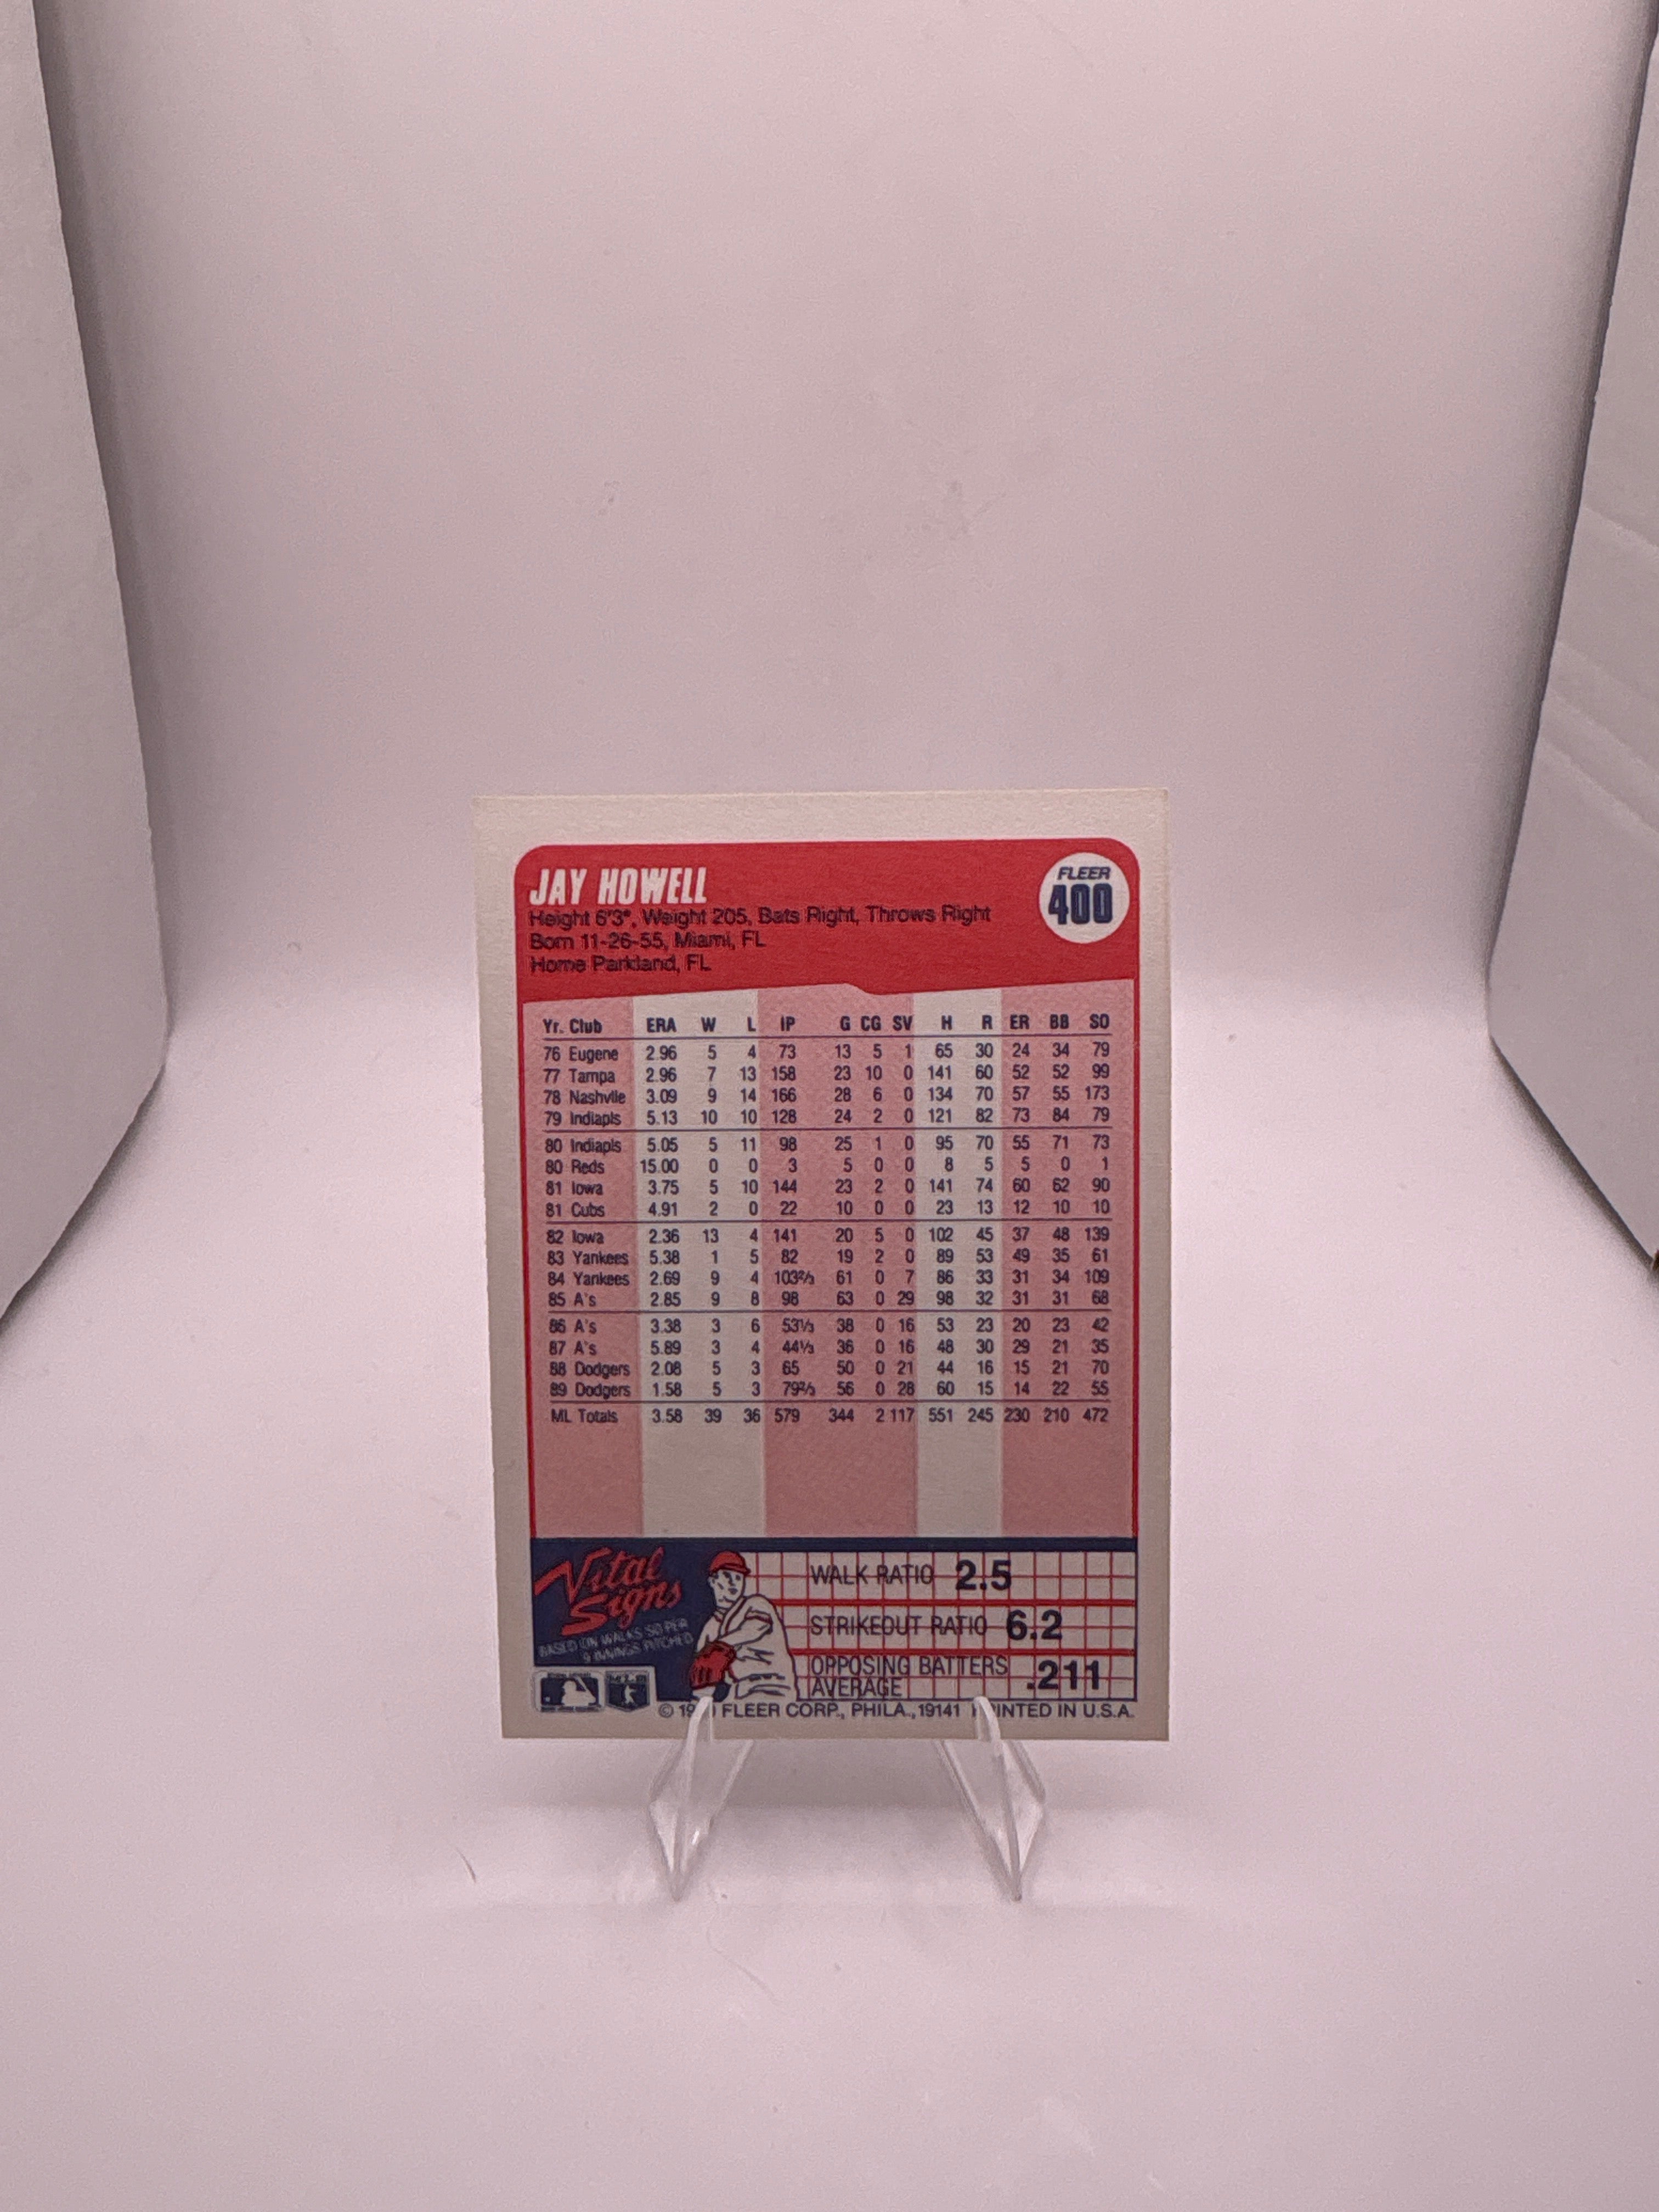 JAY HOWELL
FLEER
400
Height 6'3", Weight 205, Bats Right, Throws Right
Born 11-26-55, Miami, FL
Home Parkland, FL
Yr. Club ERA W L IP G CG SV H R ER BB SO
76 Eugene 2.96 5 4 73 13 5 1 65 30 24 34 79
77 Tampa 2.96 7 13 158 23 10 0 141 60 52 52 99
78 Nashvlle 3.09 9 14 166 28 6 0 134 70 57 55 173
79 Indiapls 5.13 10 10 128 24 2 0 121 82 73 84 79
80 Indiapls 5.05 5 11 98 25 1 0 95 70 55 71 73
80 Reds 15.00 0 0 3 5 0 0 8 5 5 0 1
81 Iowa 3.75 5 10 144 23 2 0 141 74 60 62 90
81 Cubs 4.91 2 0 22 10 0 0 23 13 12 10 10
82 Iowa 2.36 13 4 141 20 5 0 102 45 37 48 139
83 Yankees 5.38 1 5 82 19 2 0 89 53 49 35 61
84 Yankees 2.69 9 4 103⅔ 61 0 7 86 33 31 34 109
85 A's 2.85 9 8 98 63 0 29 98 32 31 31 68
86 A's 3.38 3 6 53⅓ 38 0 16 53 23 20 23 42
87 A's 5.89 3 4 44⅓ 36 0 16 48 30 29 21 35
88 Dodgers 2.08 5 3 65 50 0 21 44 16 15 21 70
89 Dodgers 1.58 5 3 79⅔ 56 0 28 60 15 14 22 55
ML Totals 3.58 39 36 579 344 2 117 551 245 230 210 472
Vital
Signs
BASED ON WALKS SO PER
9 INNINGS PITCHED
WALK RATIO 2.5
STRIKEOUT RATIO 6.2
OPPOSING BATTERS
AVERAGE .211
© FLEER CORP., PHILA., 19141 PRINTED IN U.S.A.